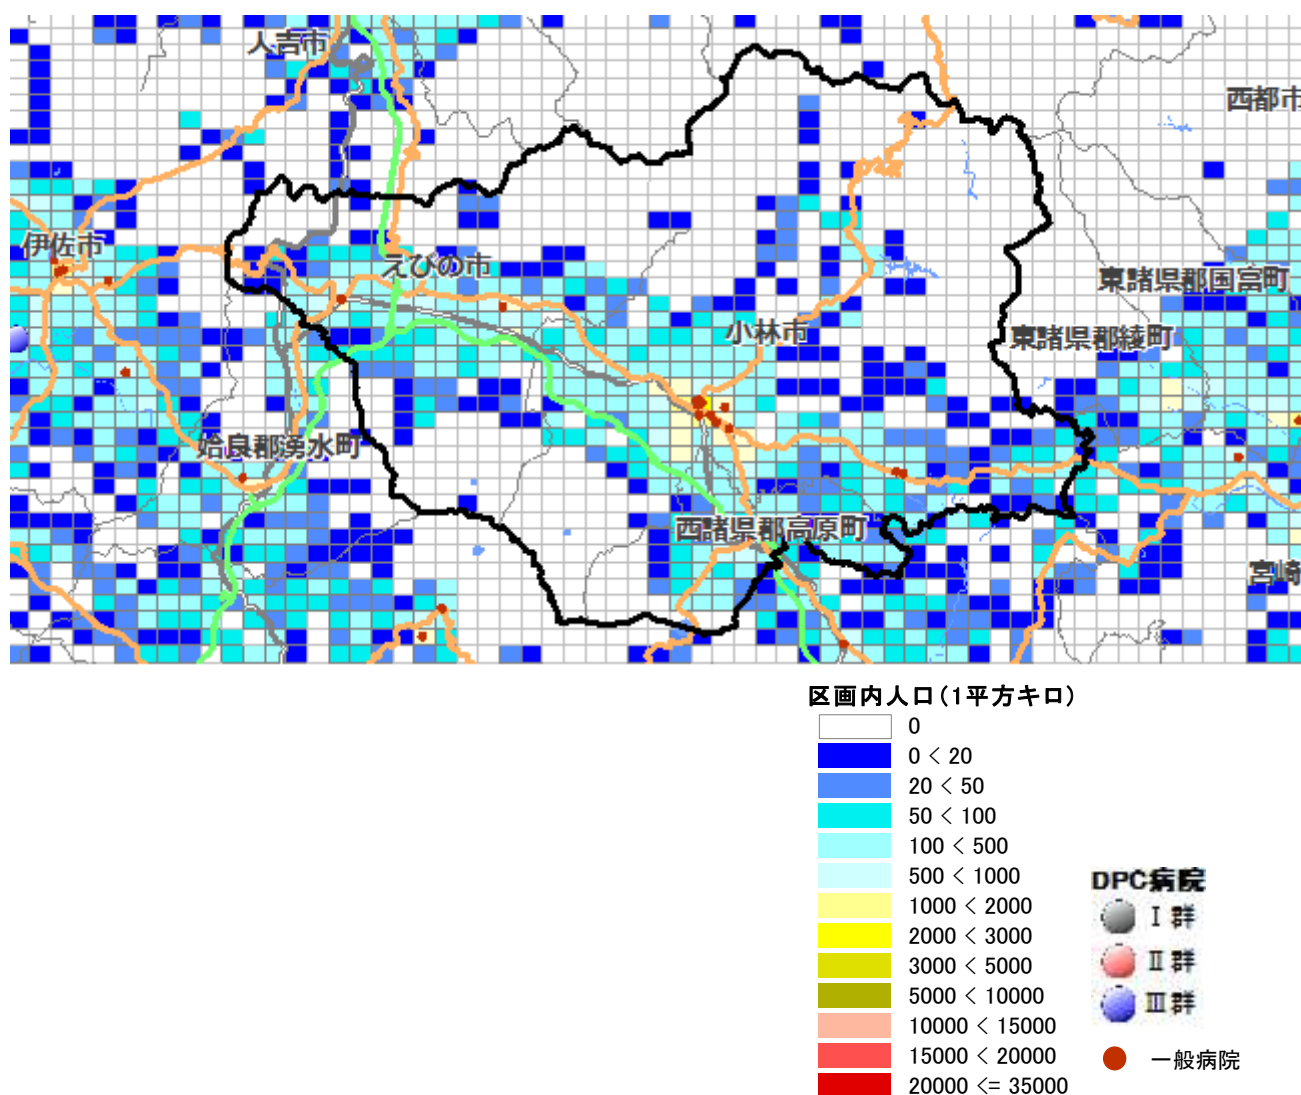 人吉市
西都市
伊佐市
えびの市
東諸県郡国富町
小林市
東諸県郡綾町
姶良郡湧水町
西諸県郡高原町
宮崎
区画内人口(1平方キロ)
0
0 < 20
20 < 50
50 < 100
100 < 500
500 < 1000
1000 < 2000
2000 < 3000
3000 < 5000
5000 < 10000
10000 < 15000
15000 < 20000
20000 <= 35000
DPC病院
Ⅰ群
Ⅱ群
Ⅲ群
一般病院